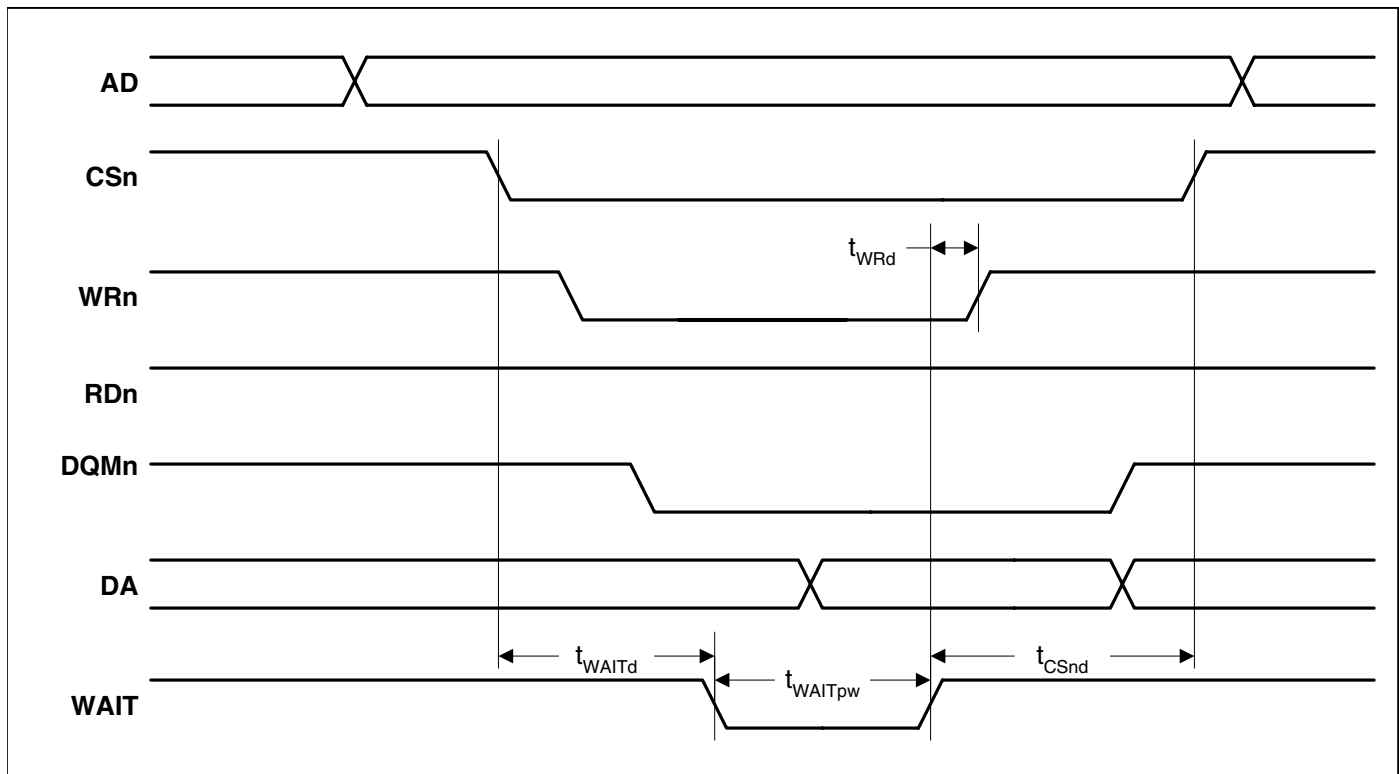 AD
CSn
tWRd
WRn
RDn
DQMn
DA
tWAITd
tCSnd
tWAITpw
WAIT